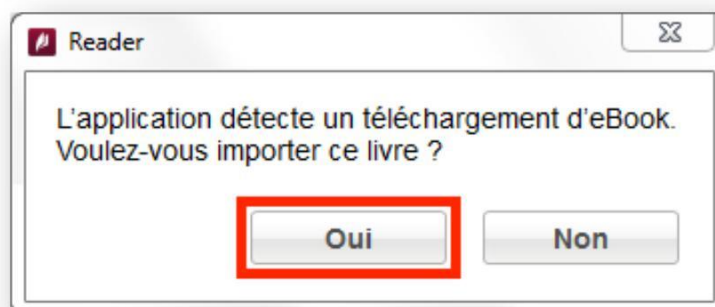 Reader
L’application détecte un téléchargement d’eBook.
Voulez-vous importer ce livre ?
Oui
Non